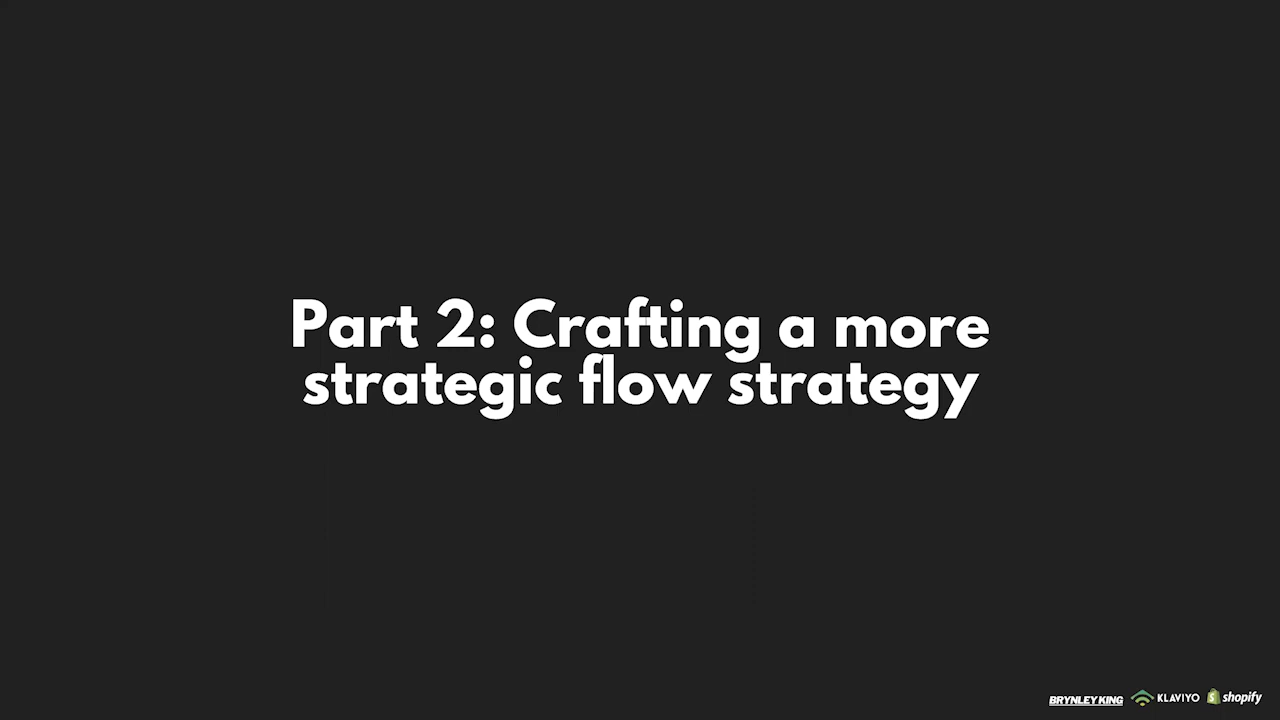 Part 2: Crafting a more
strategic flow strategy
BRYNLEY KING KLAVIYO shopify